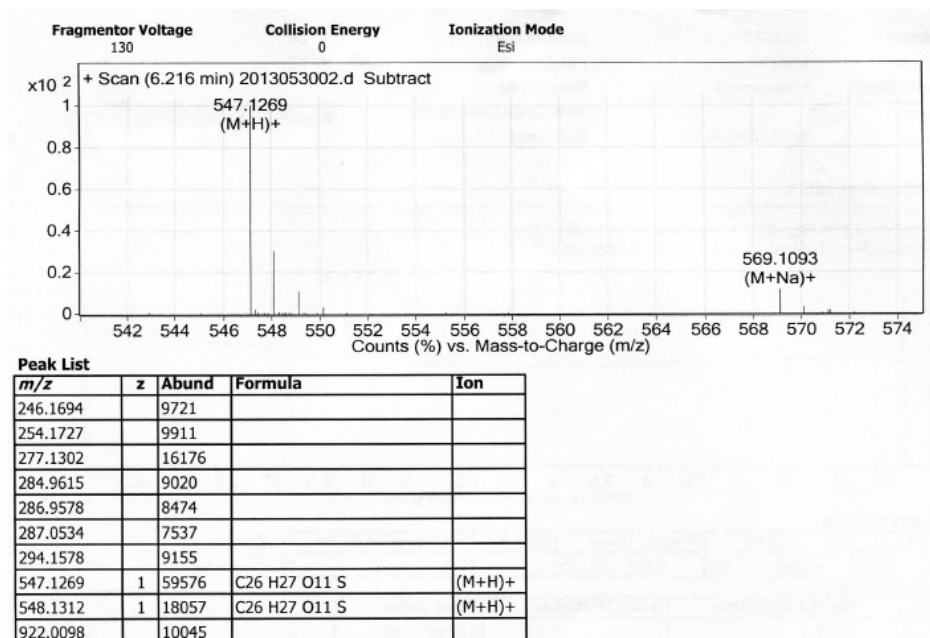 Fragmentor Voltage Collision Energy Ionization Mode
130 0 Esi
x10 2 + Scan (6.216 min) 2013053002.d Subtract
547.1269
(M+H)+
1
0.8
0.6
0.4
0.2
0
569.1093
(M+Na)+
542 544 546 548 550 552 554 556 558 560 562 564 566 568 570 572 574
Counts (%) vs. Mass-to-Charge (m/z)
Peak List
m/z z Abund Formula Ion
246.1694 9721
254.1727 9911
277.1302 16176
284.9615 9020
286.9578 8474
287.0534 7537
294.1578 9155
547.1269 1 59576 C26 H27 O11 S (M+H)+
548.1312 1 18057 C26 H27 O11 S (M+H)+
922.0098 10045